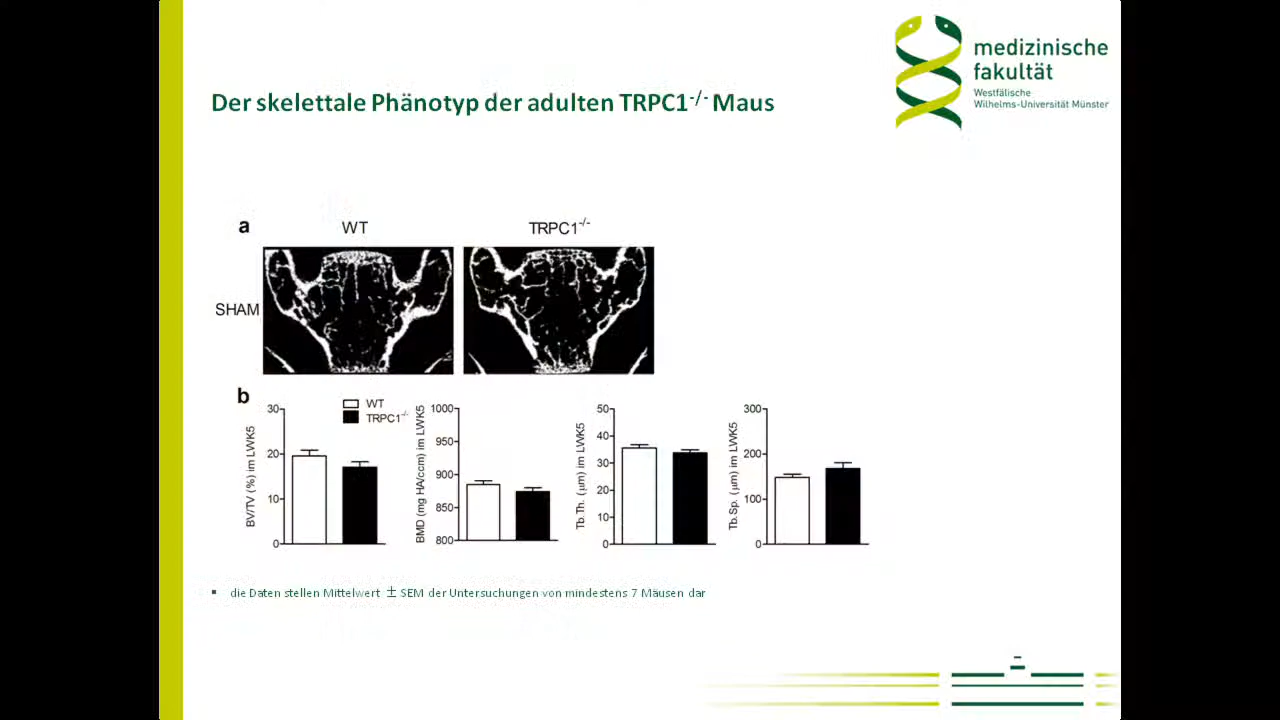 medizinische
fakultät
Westfälische
Wilhelms-Universität Münster
Der skelettale Phänotyp der adulten TRPC1-/- Maus
a
WT
TRPC1-/-
SHAM
b
WT
TRPC1-/-
BV/TV (%) im LWK5
30
20
10
0
BMD (mg HA/ccm) im LWK5
1000
950
900
850
800
Tb.Th. (µm) im LWK5
50
40
30
20
10
0
Tb.Sp. (µm) im LWK5
300
200
100
0
▪ die Daten stellen Mittelwert ± SEM der Untersuchungen von mindestens 7 Mäusen dar